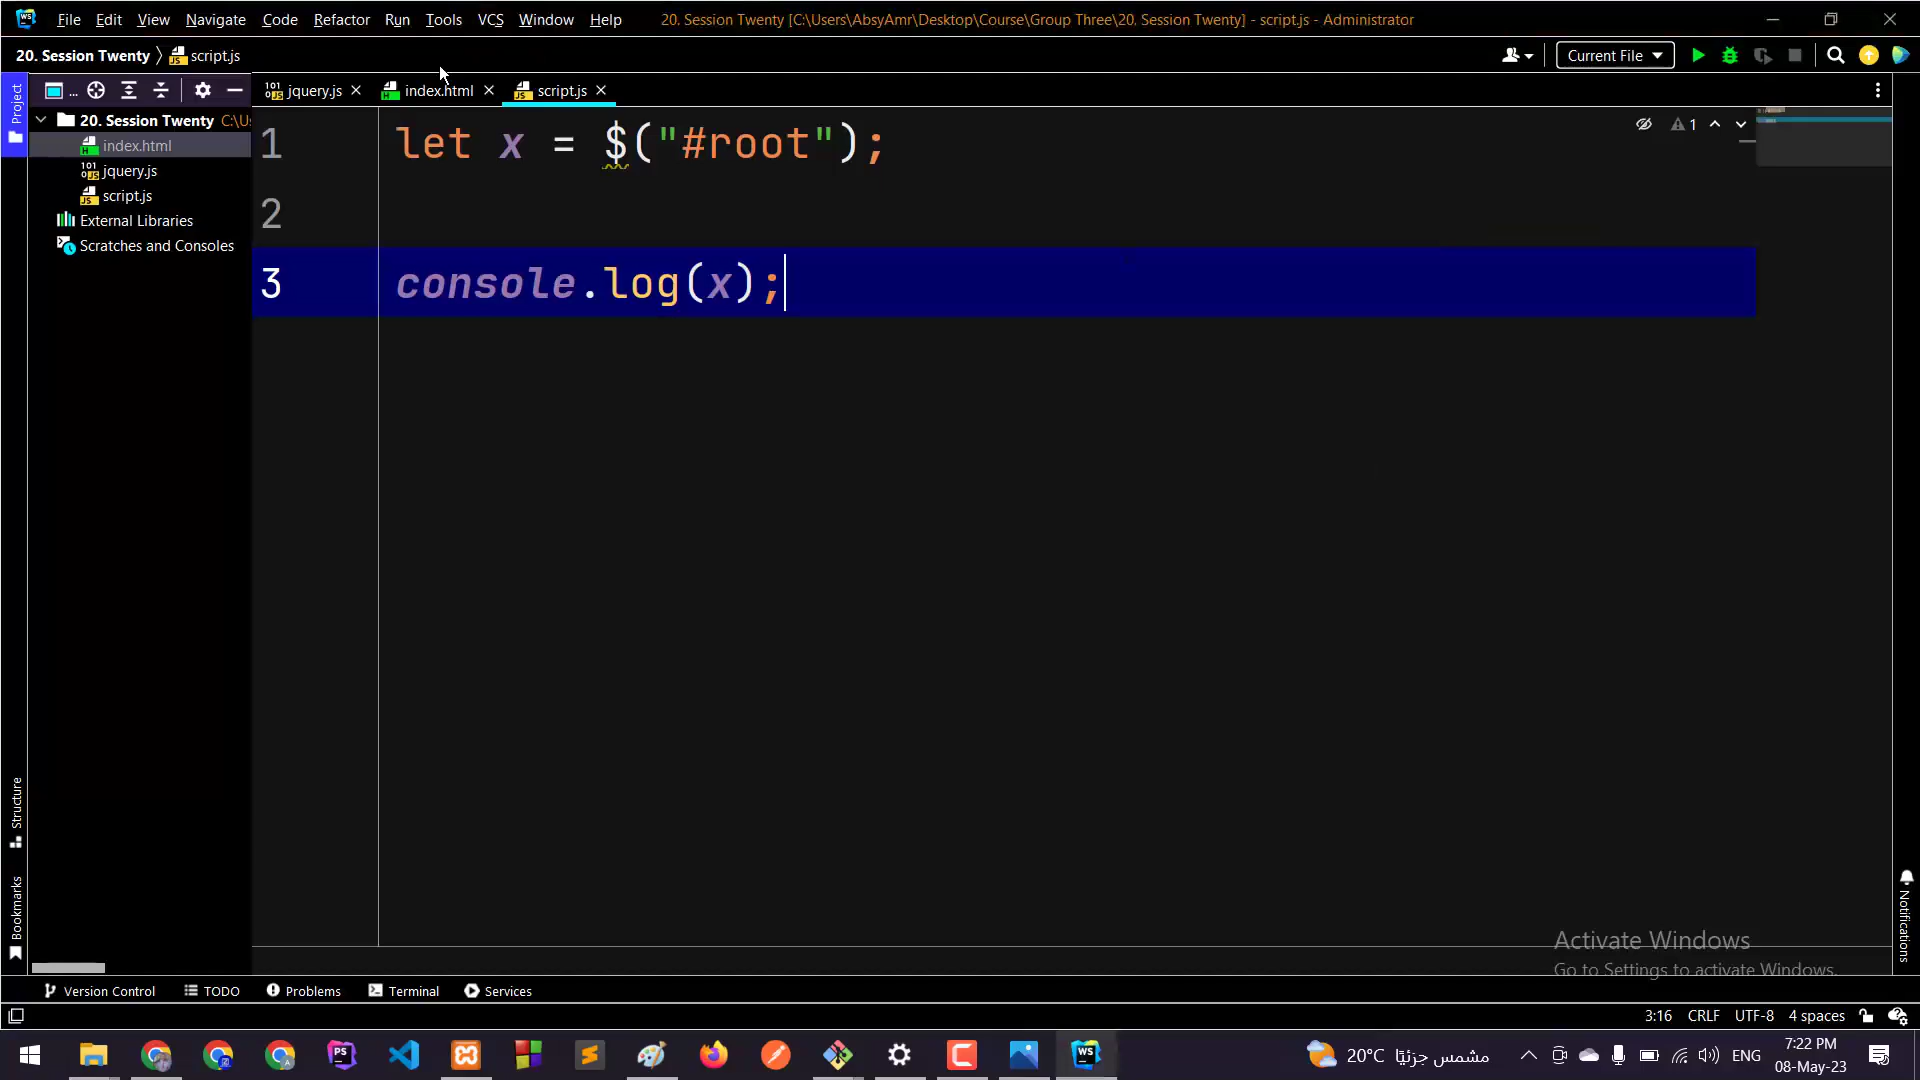 File Edit View Navigate Code Refactor Run Tools VCS Window Help 20. Session Twenty [C:\Users\AbsyAmr\Desktop\Course\Group Three\20. Session Twenty] - script.js - Administrator
20. Session Twenty script.js Current File
Project ... jquery.js index.html script.js
20. Session Twenty C:\U
index.html
jquery.js
script.js
External Libraries
Scratches and Consoles
1 let x = $("#root");
2
3 console.log(x);
1
Structure
Bookmarks
Notifications
Activate Windows
Go to Settings to activate Windows.
Version Control TODO Problems Terminal Services
3:16 CRLF UTF-8 4 spaces
20°C مشمس جزئيًا ENG 7:22 PM
08-May-23